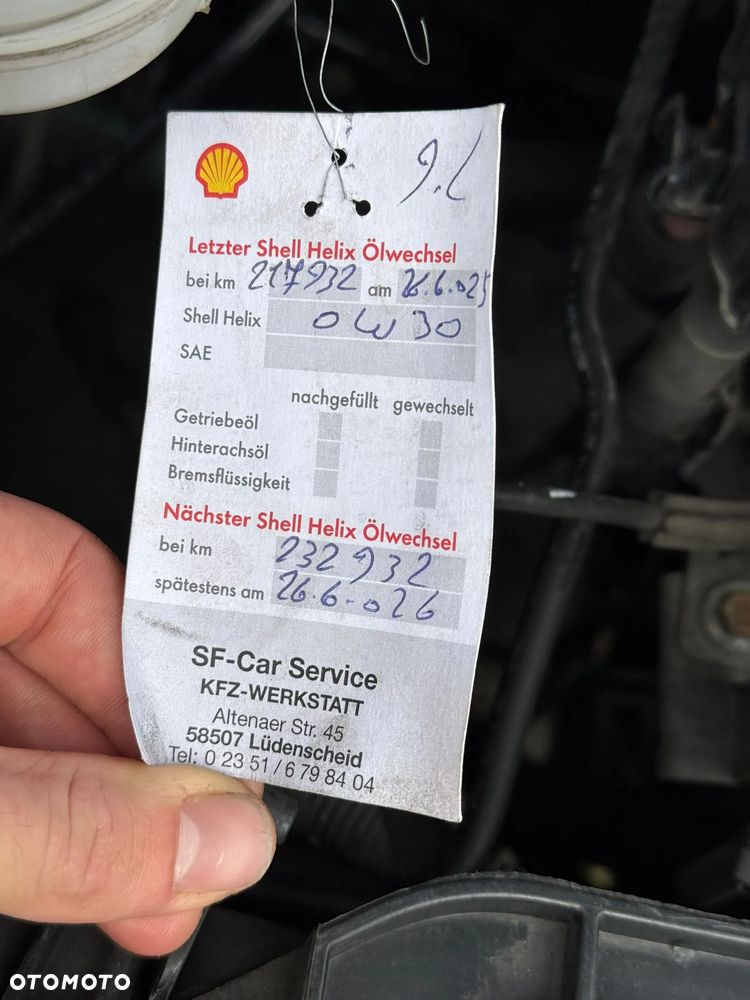 9.L
Letzter Shell Helix Ölwechsel
bei km 217932 am 26.6.025
Shell Helix 0W30
SAE
nachgefüllt gewechselt
Getriebeöl
Hinterachsöl
Bremsflüssigkeit
Nächster Shell Helix Ölwechsel
bei km 232932
spätestens am 26.6-026
SF-Car Service
KFZ-WERKSTATT
Altenaer Str. 45
58507 Lüdenscheid
Tel: 0 23 51 / 6 79 84 04
OTOMOTO